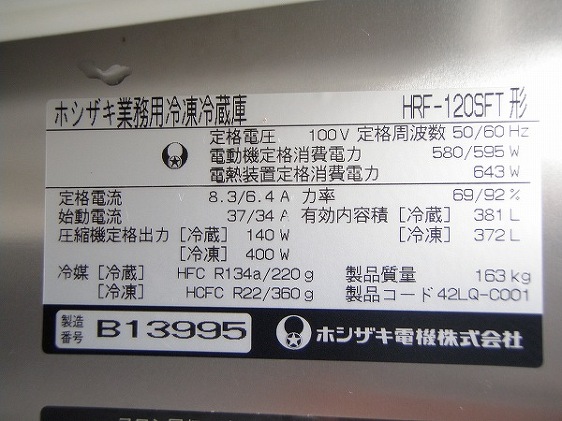 ホシザキ業務用冷凍冷蔵庫 HRF-120SFT 形
定格電圧 100V 定格周波数 50/60 Hz
電動機定格消費電力 580/595 W
電熱装置定格消費電力 643 W
定格電流 8.3/6.4 A 力率 69/92 %
始動電流 37/34 A 有効内容積 [冷蔵] 381 L
圧縮機定格出力 [冷蔵] 140 W [冷凍] 372 L
[冷凍] 400 W
冷媒 [冷蔵] HFC R134a/220 g 製品質量 163 kg
[冷凍] HCFC R22/360 g 製品コード 42LQ-C001
製造番号 B13995 ホシザキ電機株式会社